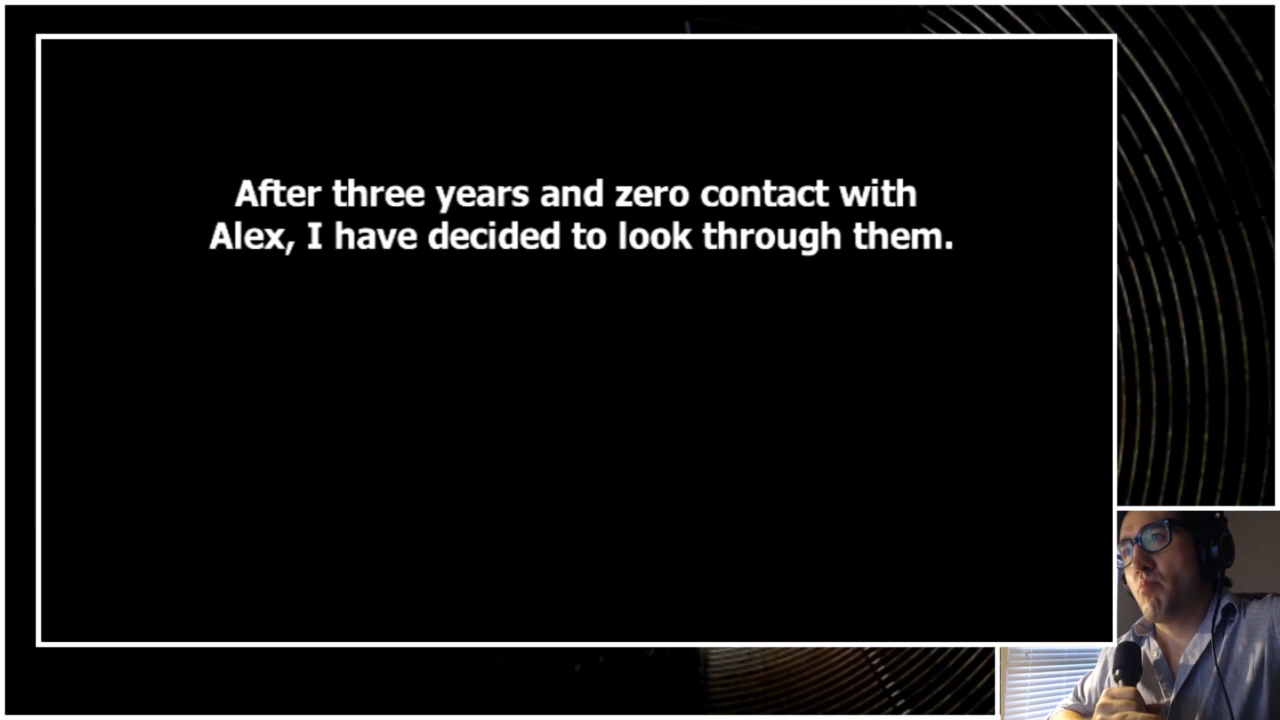 After three years and zero contact with
Alex, I have decided to look through them.